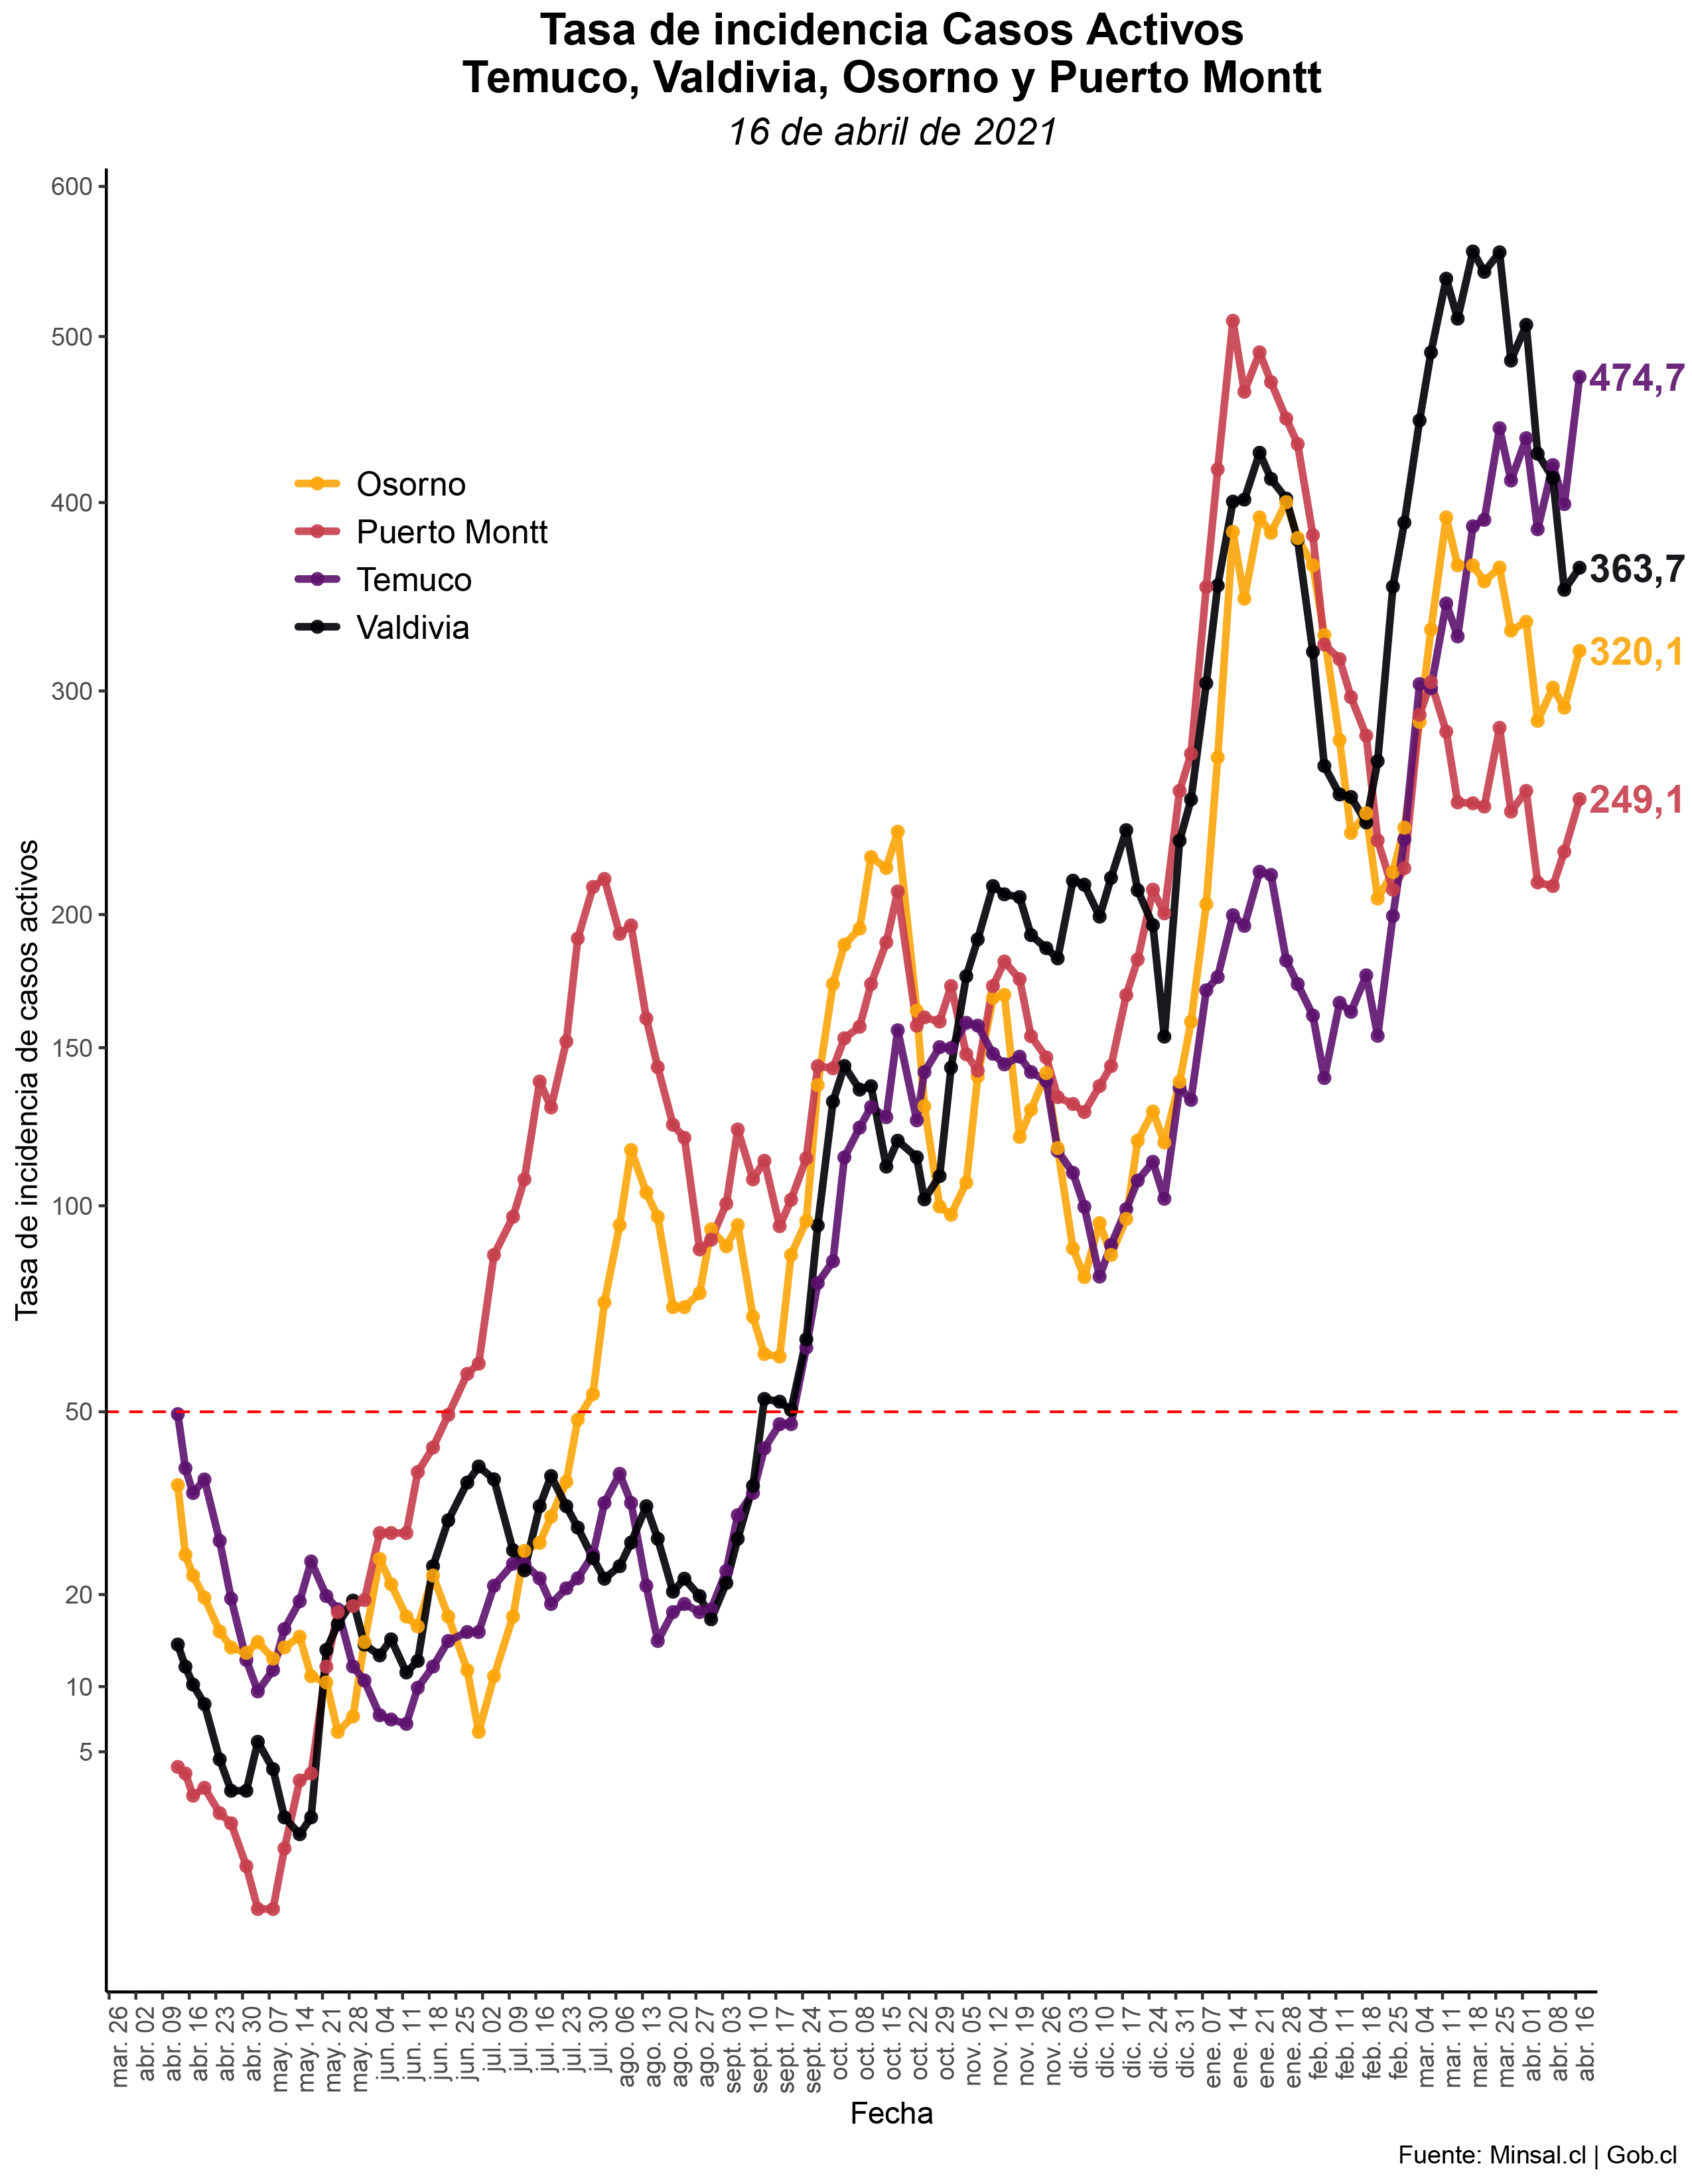 Tasa de incidencia Casos Activos
Temuco, Valdivia, Osorno y Puerto Montt
16 de abril de 2021
600
500
400
300
200
150
100
50
20
10
5
Tasa de incidencia de casos activos
Osorno
Puerto Montt
Temuco
Valdivia
474,7
363,7
320,1
249,1
mar. 26
abr. 02
abr. 09
abr. 16
abr. 23
abr. 30
may. 07
may. 14
may. 21
may. 28
jun. 04
jun. 11
jun. 18
jun. 25
jul. 02
jul. 09
jul. 16
jul. 23
jul. 30
ago. 06
ago. 13
ago. 20
ago. 27
sept. 03
sept. 10
sept. 17
sept. 24
oct. 01
oct. 08
oct. 15
oct. 22
oct. 29
nov. 05
nov. 12
nov. 19
nov. 26
dic. 03
dic. 10
dic. 17
dic. 24
dic. 31
ene. 07
ene. 14
ene. 21
ene. 28
feb. 04
feb. 11
feb. 18
feb. 25
mar. 04
mar. 11
mar. 18
mar. 25
abr. 01
abr. 08
abr. 16
Fecha
Fuente: Minsal.cl | Gob.cl